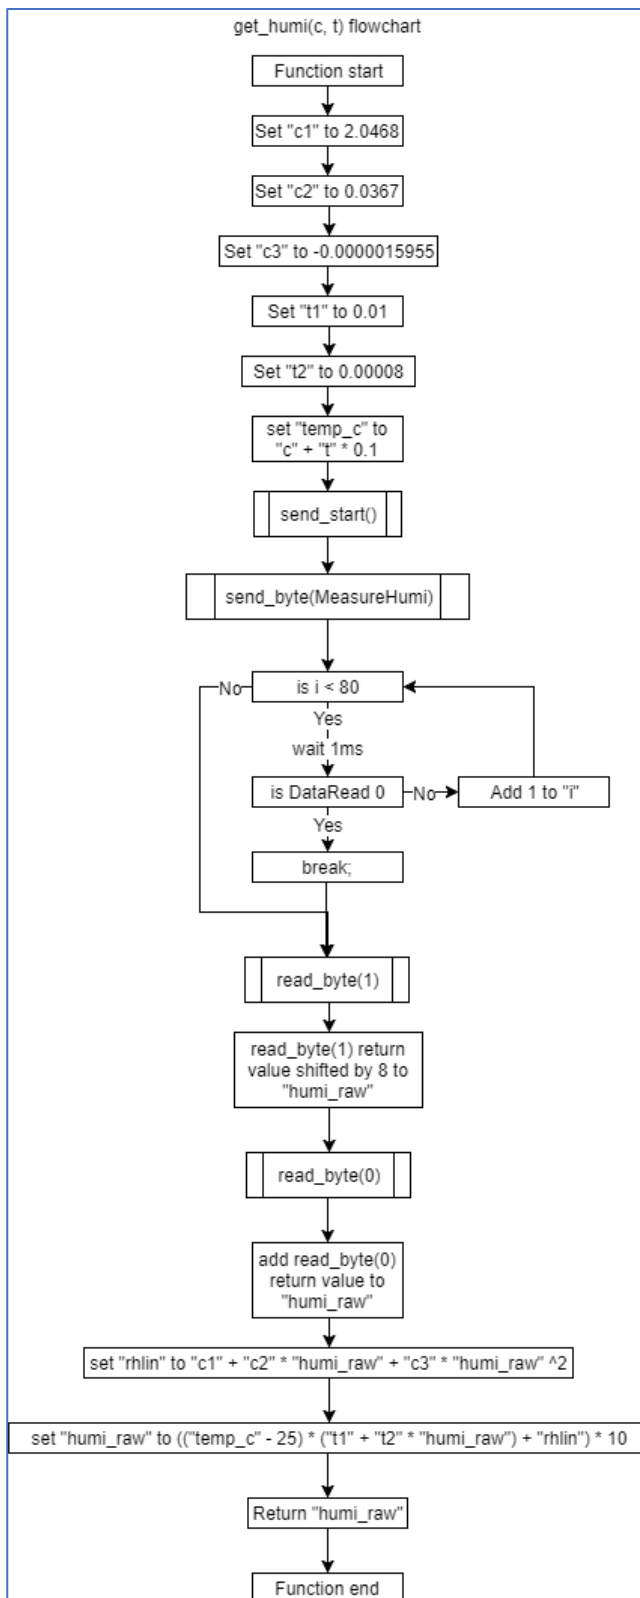 get_humi(c, t) flowchart
Function start
Set "c1" to 2.0468
Set "c2" to 0.0367
Set "c3" to -0.0000015955
Set "t1" to 0.01
Set "t2" to 0.00008
set "temp_c" to
"c" + "t" * 0.1
send_start()
send_byte(MeasureHumi)
No
is i < 80
Yes
wait 1ms
is DataRead 0
No
Add 1 to "i"
Yes
break;
read_byte(1)
read_byte(1) return
value shifted by 8 to
"humi_raw"
read_byte(0)
add read_byte(0)
return value to
"humi_raw"
set "rhlin" to "c1" + "c2" * "humi_raw" + "c3" * "humi_raw" ^2
set "humi_raw" to (("temp_c" - 25) * ("t1" + "t2" * "humi_raw") + "rhlin") * 10
Return "humi_raw"
Function end